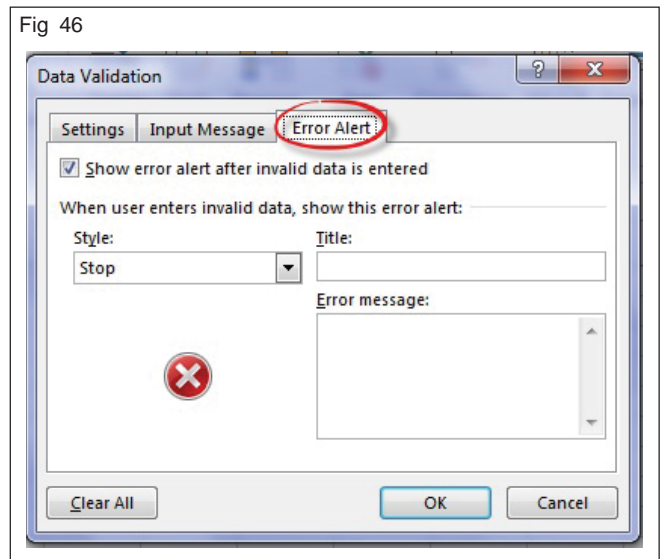 Fig 46
Data Validation
Settings Input Message Error Alert
Show error alert after invalid data is entered
When user enters invalid data, show this error alert:
Style: Title:
Stop
Error message:
Clear All OK Cancel